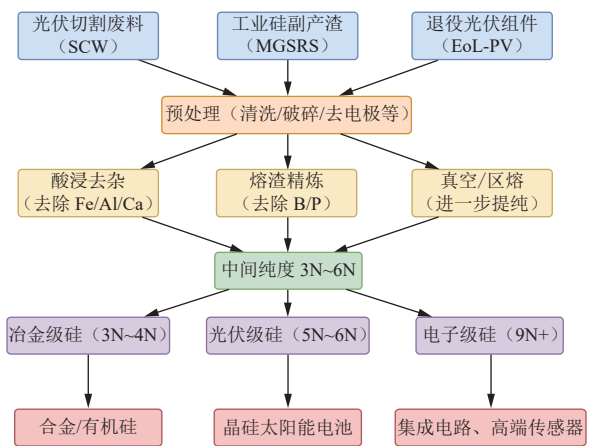 光伏切割废料
（SCW）
工业硅副产渣
（MGSRS）
退役光伏组件
（EoL-PV）
预处理（清洗/破碎/去电极等）
酸浸去杂
（去除 Fe/Al/Ca）
熔渣精炼
（去除 B/P）
真空/区熔
（进一步提纯）
中间纯度 3N~6N
冶金级硅（3N~4N）
光伏级硅（5N~6N）
电子级硅（9N+）
合金/有机硅
晶硅太阳能电池
集成电路、高端传感器